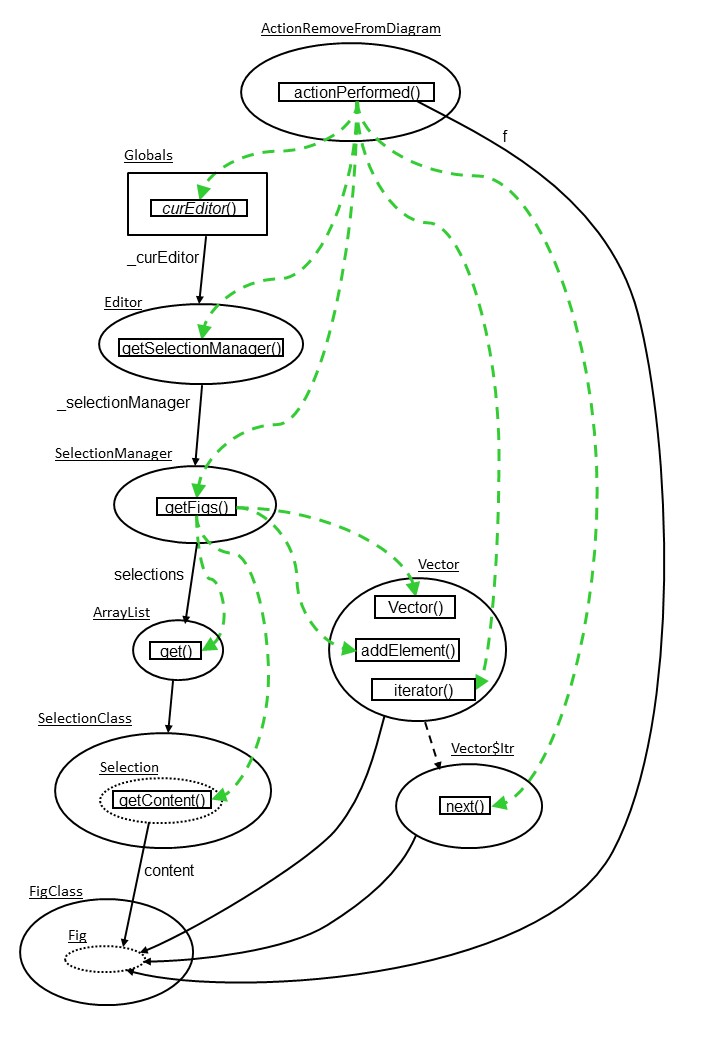 ActionRemoveFromDiagram
actionPerformed()
f
Globals
curEditor()
_curEditor
Editor
getSelectionManager()
_selectionManager
SelectionManager
getFigs()
selections
Vector
Vector()
ArrayList
get()
addElement()
iterator()
SelectionClass
Vector$Itr
Selection
getContent()
next()
content
FigClass
Fig